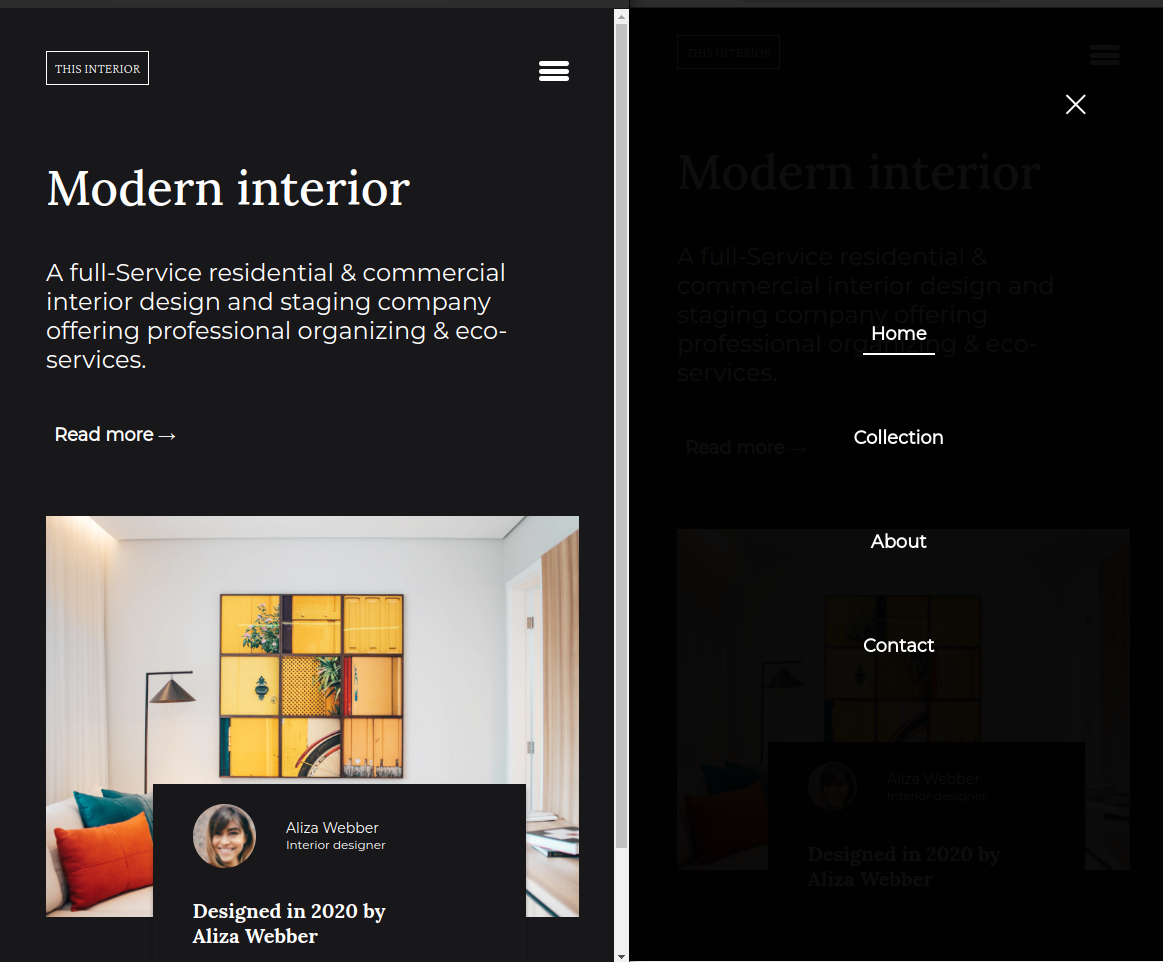 THIS INTERIOR
Modern interior
A full-Service residential & commercial
interior design and staging company
offering professional organizing & eco-
services.
Read more →
Aliza Webber
Interior designer
Designed in 2020 by
Aliza Webber
THIS INTERIOR
Modern interior
A full-Service residential &
commercial interior design and
staging company offering
professional organizing & eco-
services.
Read more →
Home
Collection
About
Contact
Aliza Webber
Interior designer
Designed in 2020 by
Aliza Webber